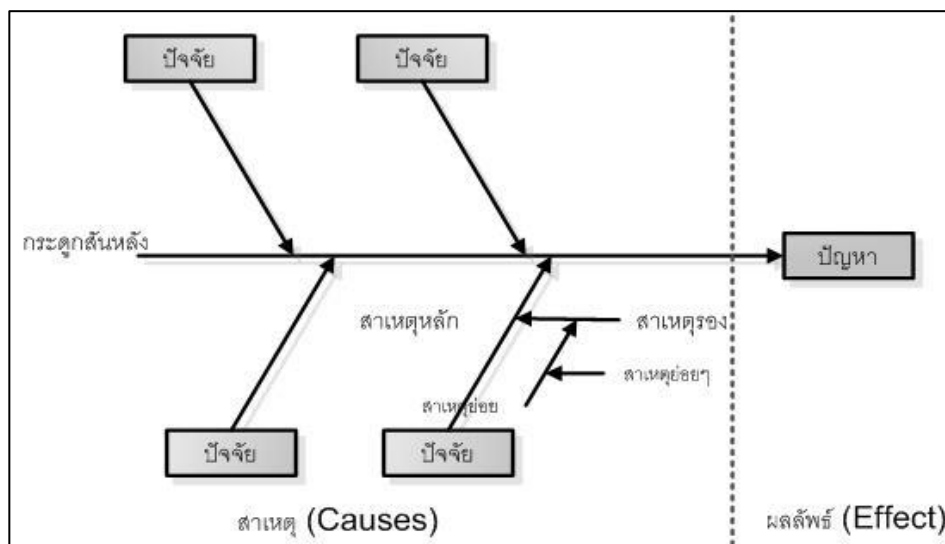 ปัจจัย
ปัจจัย
กระดูกสันหลัง
ปัญหา
สาเหตุหลัก
สาเหตุรอง
สาเหตุย่อยๆ
สาเหตุย่อย
ปัจจัย
ปัจจัย
สาเหตุ (Causes)
ผลลัพธ์ (Effect)